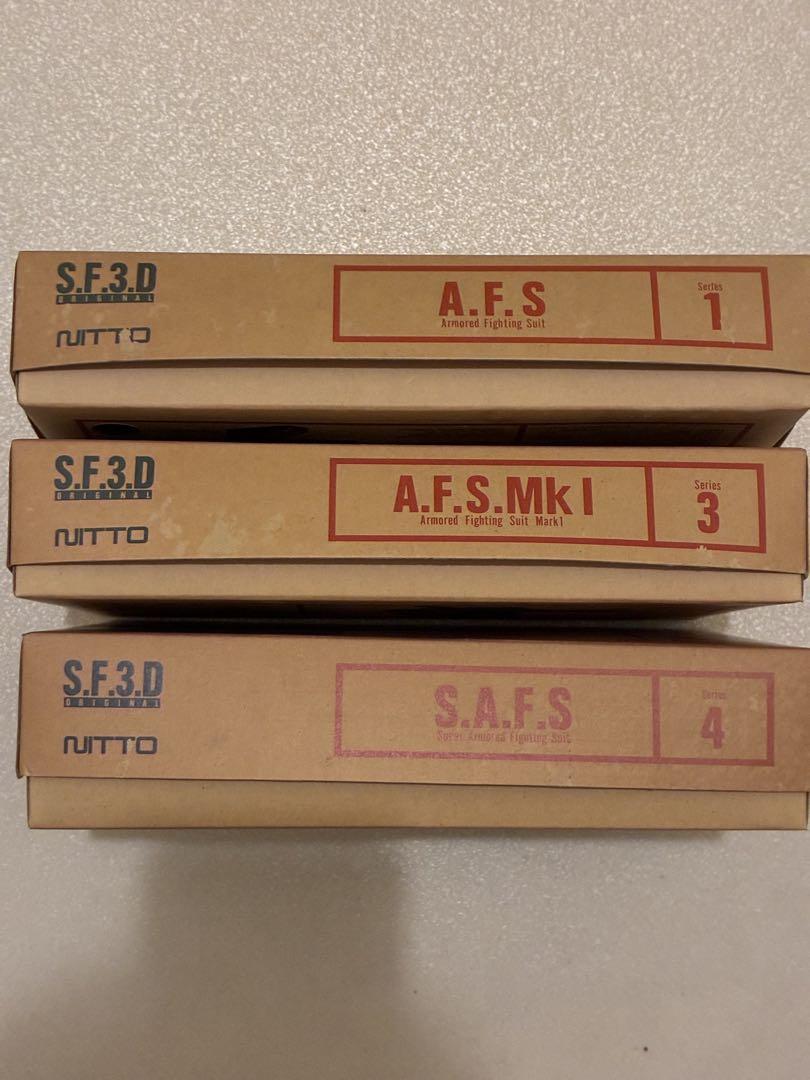 S.F.3.D
ORIGINAL
NITTO
A.F.S
Armored Fighting Suit
Series
1
S.F.3.D
ORIGINAL
NITTO
A.F.S.Mk I
Armored Fighting Suit Mark1
Series
3
S.F.3.D
ORIGINAL
NITTO
S.A.F.S
Super Armored Fighting Suit
Series
4